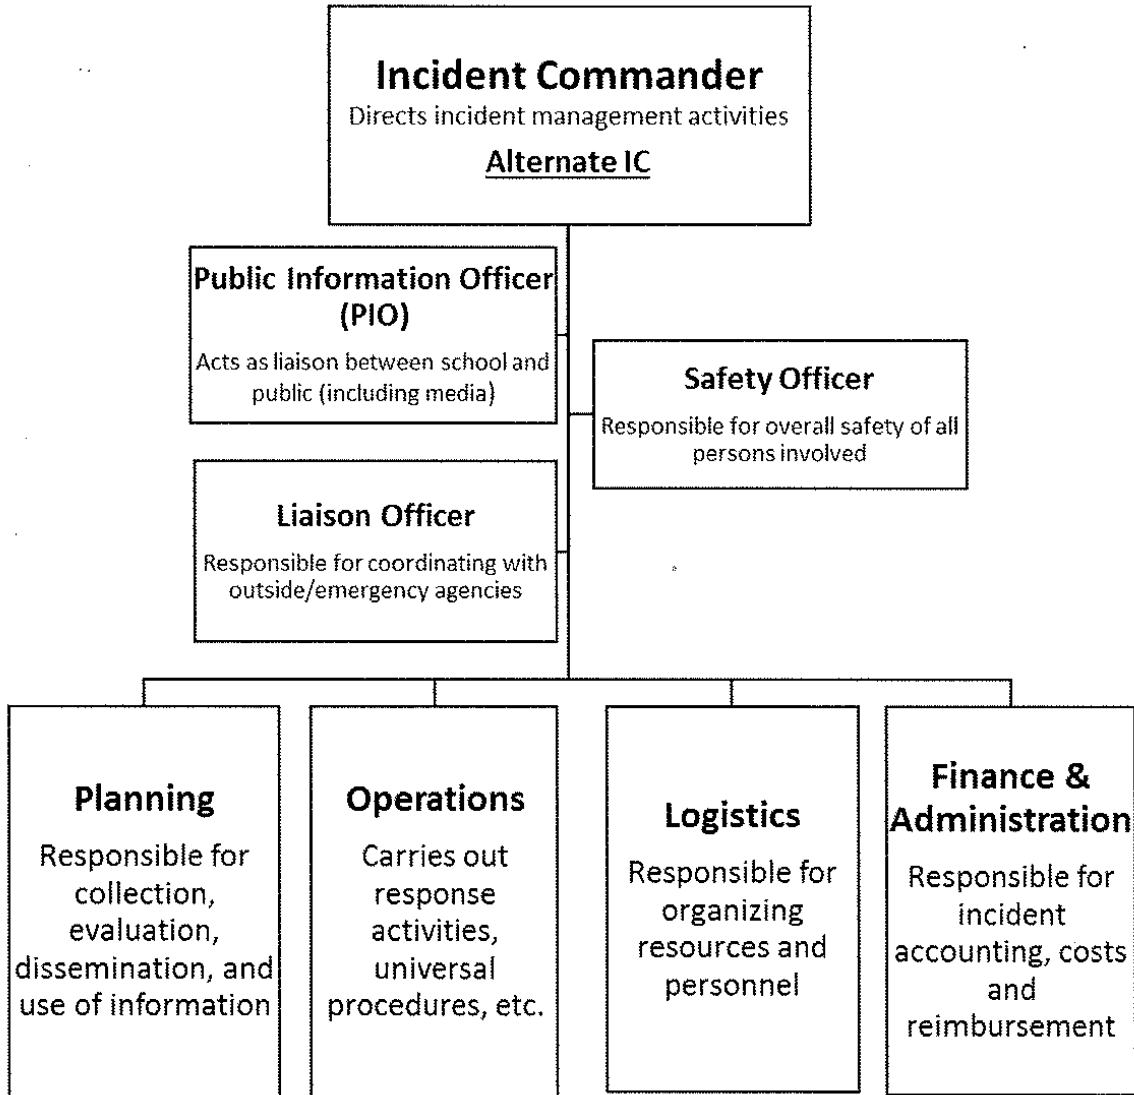 Incident Commander
Directs incident management activities
Alternate IC
Public Information Officer
(PIO)
Acts as liaison between school and
public (including media)
Safety Officer
Responsible for overall safety of all
persons involved
Liaison Officer
Responsible for coordinating with
outside/emergency agencies
Planning
Responsible for
collection,
evaluation,
dissemination, and
use of information
Operations
Carries out
response
activities,
universal
procedures, etc.
Logistics
Responsible for
organizing
resources and
personnel
Finance &
Administration
Responsible for
incident
accounting, costs
and
reimbursement